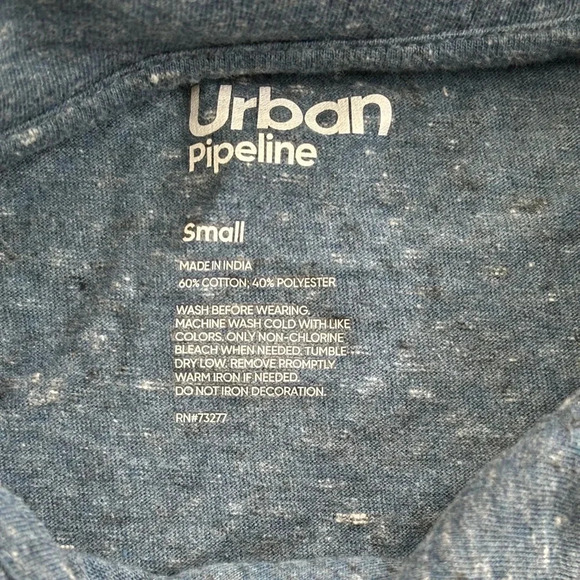 Urban
Pipeline
Small
MADE IN INDIA
60% COTTON; 40% POLYESTER
WASH BEFORE WEARING.
MACHINE WASH COLD WITH LIKE
COLORS. ONLY NON-CHLORINE
BLEACH WHEN NEEDED. TUMBLE
DRY LOW. REMOVE PROMPTLY.
WARM IRON IF NEEDED.
DO NOT IRON DECORATION.
RN#73277